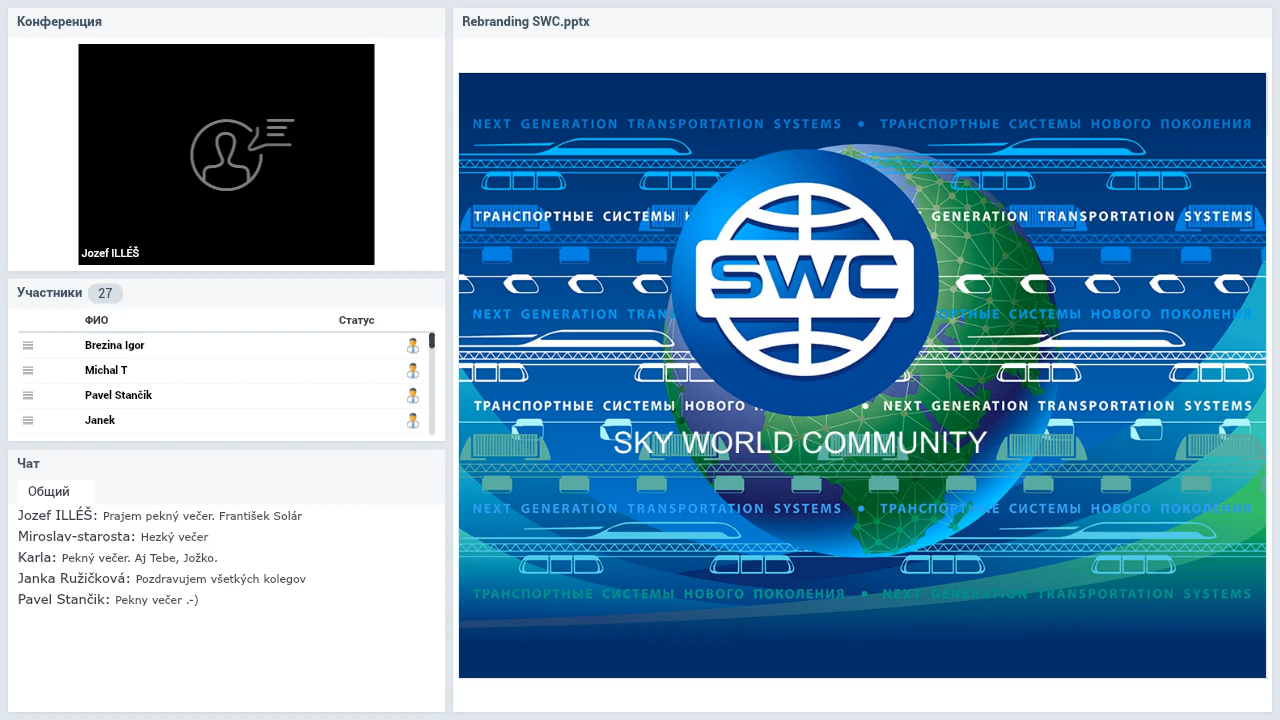 Конференция
Jozef ILLÉŠ
Участники 27
ФИО Статус
Brezina Igor
Michal T
Pavel Stančik
Janek
Чат
Общий
Jozef ILLÉŠ: Prajem pekný večer. František Solár
Miroslav-starosta: Hezký večer
Karla: Pekný večer. Aj Tebe, Jožko.
Janka Ružičková: Pozdravujem všetkých kolegov
Pavel Stančik: Pekny večer .-)
Rebranding SWC.pptx
NEXT GENERATION TRANSPORTATION SYSTEMS • ТРАНСПОРТНЫЕ СИСТЕМЫ НОВОГО ПОКОЛЕНИЯ
ТРАНСПОРТНЫЕ СИСТЕМЫ GENERATION TRANSPORTATION SYSTEMS
SWC
NEXT GENERATION TRANSPORTATION СИСТЕМЫ НОВОГО ПОКОЛЕНИЯ
ТРАНСПОРТНЫЕ СИСТЕМЫ НОВОГО • NEXT GENERATION TRANSPORTATION SYSTEMS
SKY WORLD COMMUNITY
NEXT GENERATION TRANSPORTATION SYSTEMS • ТРАНСПОРТНЫЕ СИСТЕМЫ НОВОГО ПОКОЛЕНИЯ
ТРАНСПОРТНЫЕ СИСТЕМЫ НОВОГО ПОКОЛЕНИЯ • NEXT GENERATION TRANSPORTATION SYSTEMS